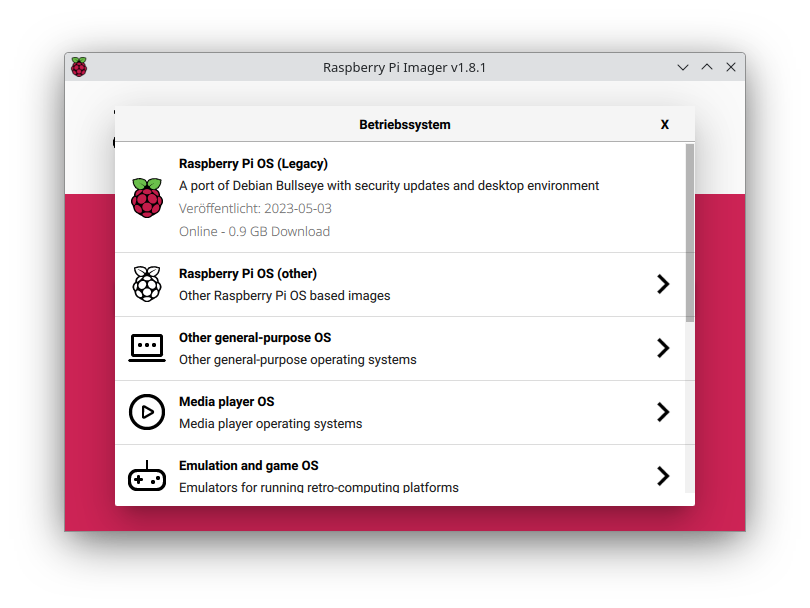 Raspberry Pi Imager v1.8.1
Betriebssystem X
Raspberry Pi OS (Legacy)
A port of Debian Bullseye with security updates and desktop environment
Veröffentlicht: 2023-05-03
Online - 0.9 GB Download
Raspberry Pi OS (other)
Other Raspberry Pi OS based images
Other general-purpose OS
Other general-purpose operating systems
Media player OS
Media player operating systems
Emulation and game OS
Emulators for running retro-computing platforms